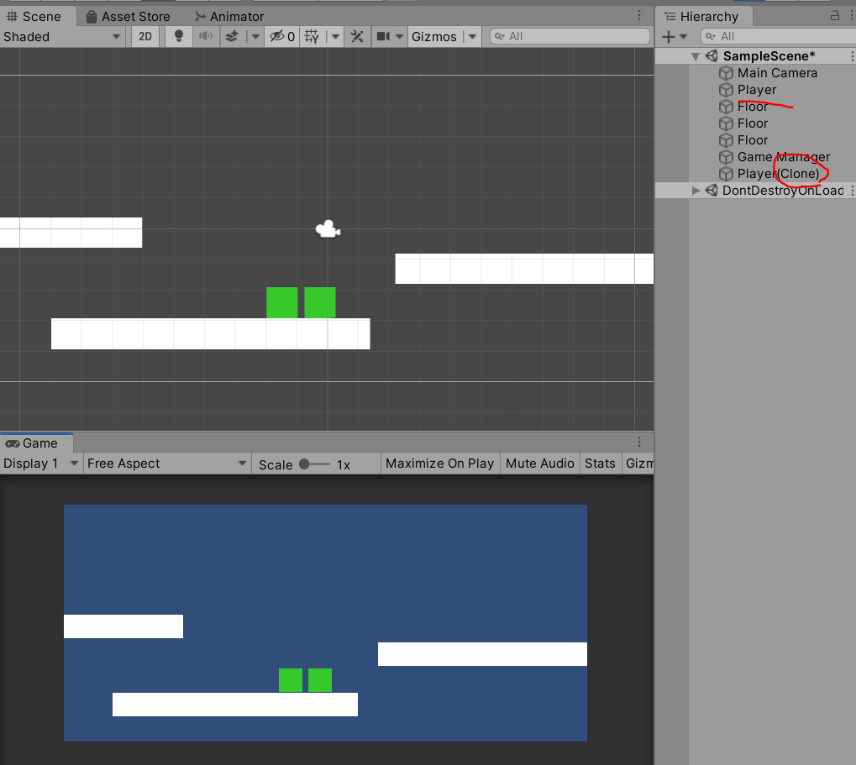 Scene Asset Store Animator
Shaded 2D 0 Gizmos All
Game
Display 1 Free Aspect Scale 1x Maximize On Play Mute Audio Stats Gizm
Hierarchy
All
SampleScene*
Main Camera
Player
Floor
Floor
Floor
Game Manager
Player(Clone)
DontDestroyOnLoad